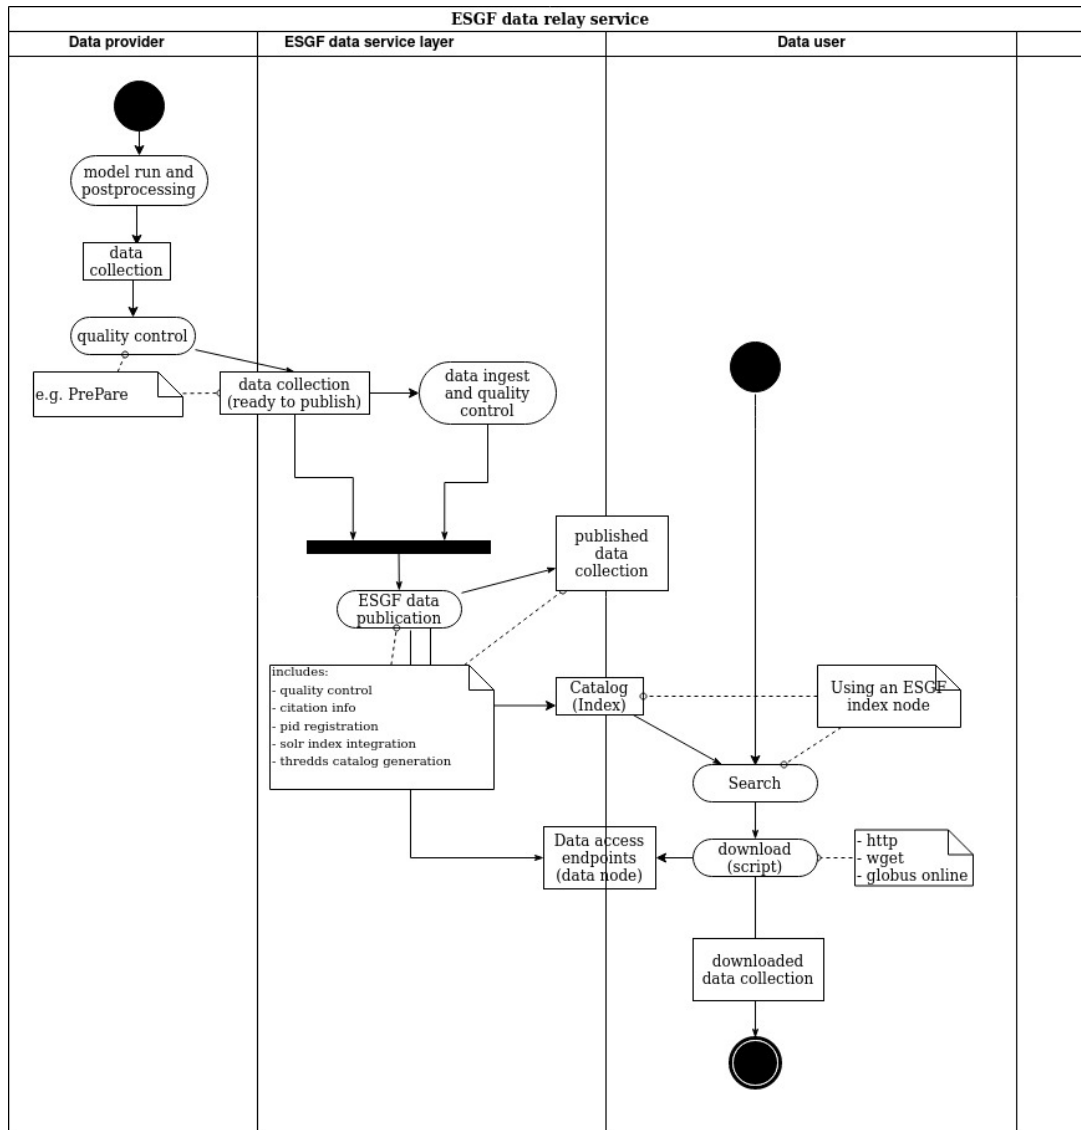 ESGF data relay service
Data provider
ESGF data service layer
Data user
model run and
postprocessing
data
collection
quality control
e.g. PrePare
data collection
(ready to publish)
data ingest
and quality
control
published
data
collection
ESGF data
publication
includes:
- quality control
- citation info
- pid registration
- solr index integration
- thredds catalog generation
Catalog
(Index)
Using an ESGF
index node
Search
Data access
endpoints
(data node)
download
(script)
- http
- wget
- globus online
downloaded
data collection